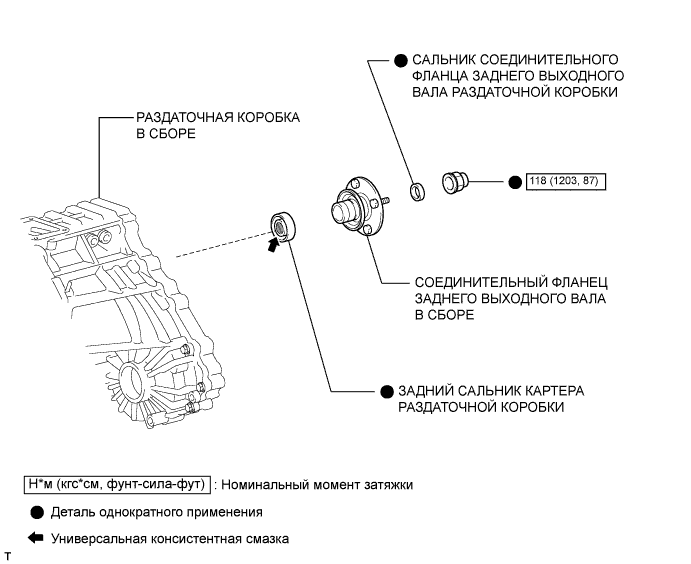 САЛЬНИК СОЕДИНИТЕЛЬНОГО
ФЛАНЦА ЗАДНЕГО ВЫХОДНОГО
ВАЛА РАЗДАТОЧНОЙ КОРОБКИ
РАЗДАТОЧНАЯ КОРОБКА
В СБОРЕ
118 (1203, 87)
СОЕДИНИТЕЛЬНЫЙ ФЛАНЕЦ
ЗАДНЕГО ВЫХОДНОГО ВАЛА
В СБОРЕ
ЗАДНИЙ САЛЬНИК КАРТЕРА
РАЗДАТОЧНОЙ КОРОБКИ
Н*м (кгс*см, фунт-сила-фут) : Номинальный момент затяжки
Деталь однократного применения
Универсальная консистентная смазка
T